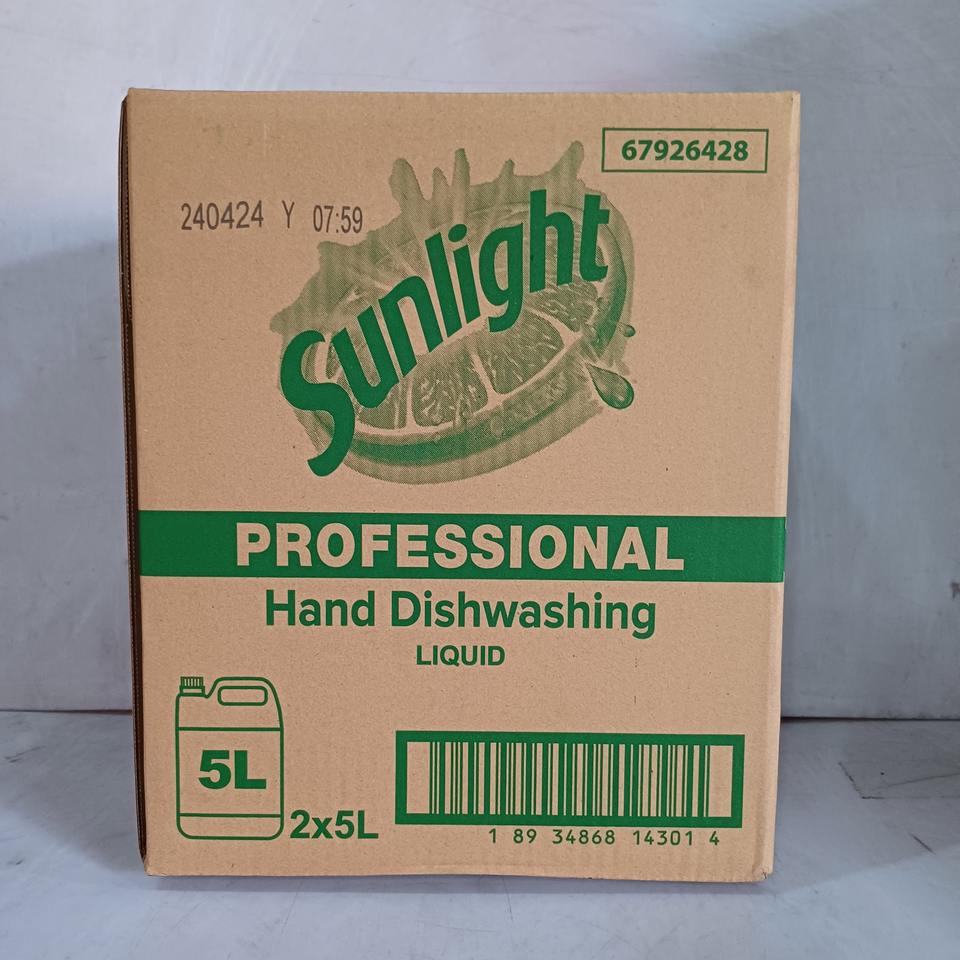 67926428
240424 Y 07:59
Sunlight
PROFESSIONAL
Hand Dishwashing
LIQUID
5L
2x5L
1 89 34868 14301 4